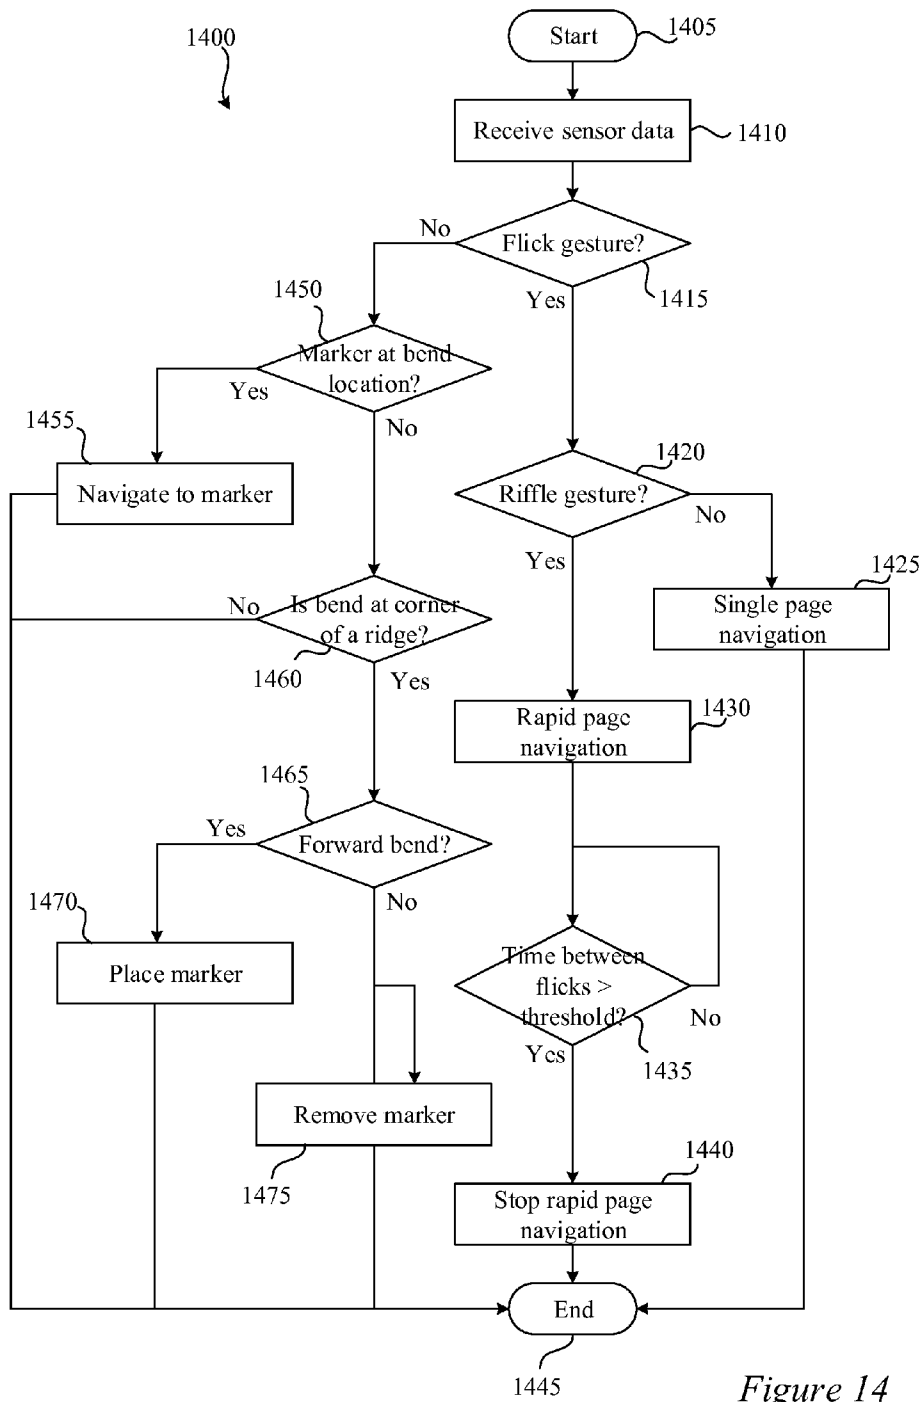 1400
Start
1405
Receive sensor data
1410
Flick gesture?
1415
No
Yes
1450
Marker at bend
location?
Yes
No
1455
Navigate to marker
1420
Riffle gesture?
No
Yes
1425
Single page
navigation
Is bend at corner
of a ridge?
No
1460
Yes
Rapid page
navigation
1430
1465
Forward bend?
Yes
No
1470
Place marker
Time between
flicks >
threshold?
No
Yes
1435
Remove marker
1475
1440
Stop rapid page
navigation
End
1445
Figure 14